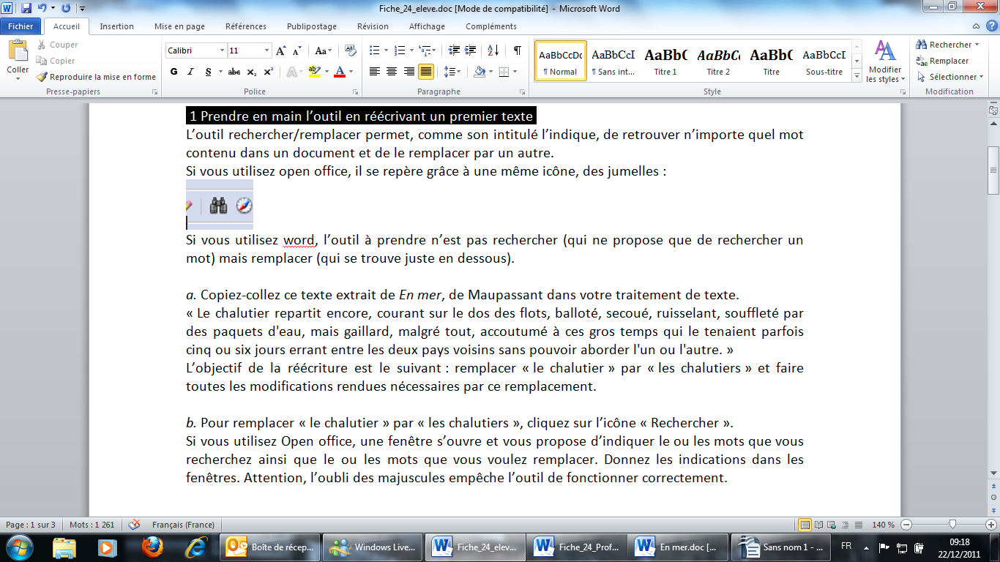 Fiche_24_eleve.doc [Mode de compatibilité] - Microsoft Word
Fichier Accueil Insertion Mise en page Références Publipostage Révision Affichage Compléments
Coller
Couper
Copier
Reproduire la mise en forme
Presse-papiers
Calibri 11
G I S abc x₂ x²
Police
Paragraphe
AaBbCcDc AaBbCcI AaBbC AaBbCc AaBbC AaBbCcI
¶ Normal ¶ Sans int... Titre 1 Titre 2 Titre Sous-titre
Modifier les styles
Style
Rechercher
Remplacer
Sélectionner
Modification
1 Prendre en main l’outil en réécrivant un premier texte
L’outil rechercher/remplacer permet, comme son intitulé l’indique, de retrouver n’importe quel mot
contenu dans un document et de le remplacer par un autre.
Si vous utilisez open office, il se repère grâce à une même icône, des jumelles :
Si vous utilisez word, l’outil à prendre n’est pas rechercher (qui ne propose que de rechercher un
mot) mais remplacer (qui se trouve juste en dessous).
a. Copiez-collez ce texte extrait de En mer, de Maupassant dans votre traitement de texte.
« Le chalutier repartit encore, courant sur le dos des flots, balloté, secoué, ruisselant, souffleté par
des paquets d'eau, mais gaillard, malgré tout, accoutumé à ces gros temps qui le tenaient parfois
cinq ou six jours errant entre les deux pays voisins sans pouvoir aborder l'un ou l'autre. »
L’objectif de la réécriture est le suivant : remplacer « le chalutier » par « les chalutiers » et faire
toutes les modifications rendues nécessaires par ce remplacement.
b. Pour remplacer « le chalutier » par « les chalutiers », cliquez sur l’icône « Rechercher ».
Si vous utilisez Open office, une fenêtre s’ouvre et vous propose d’indiquer le ou les mots que vous
recherchez ainsi que le ou les mots que vous voulez remplacer. Donnez les indications dans les
fenêtres. Attention, l’oubli des majuscules empêche l’outil de fonctionner correctement.
Page : 1 sur 3 Mots : 1 261 Français (France) 140 %
Boîte de récep... Windows Live... Fiche_24_elev... Fiche_24_Prof... En mer.doc [... Sans nom 1 - ... FR 09:18
22/12/2011